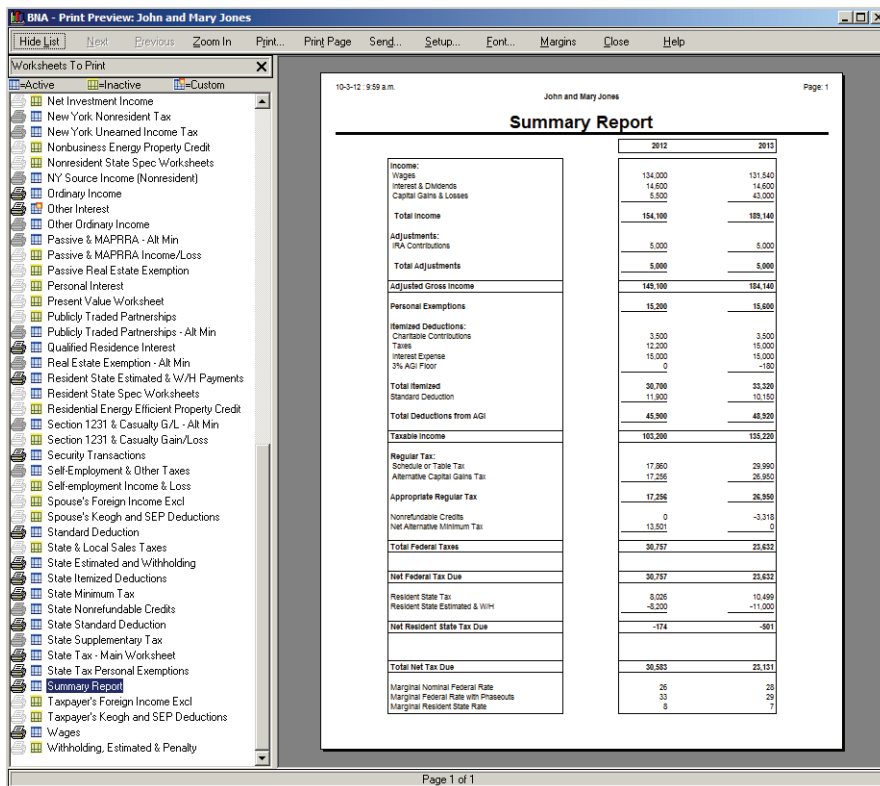 BNA - Print Preview: John and Mary Jones
Hide List Next Previous Zoom In Print... Print Page Send... Setup... Font... Margins Close Help
Worksheets To Print
=Active =Inactive =Custom
Net Investment Income
New York Nonresident Tax
New York Unearned Income Tax
Nonbusiness Energy Property Credit
Nonresident State Spec Worksheets
NY Source Income (Nonresident)
Ordinary Income
Other Interest
Other Ordinary Income
Passive & MAPRRA - Alt Min
Passive & MAPRRA Income/Loss
Passive Real Estate Exemption
Personal Interest
Present Value Worksheet
Publicly Traded Partnerships
Publicly Traded Partnerships - Alt Min
Qualified Residence Interest
Real Estate Exemption - Alt Min
Resident State Estimated & W/H Payments
Resident State Spec Worksheets
Residential Energy Efficient Property Credit
Section 1231 & Casualty G/L - Alt Min
Section 1231 & Casualty Gain/Loss
Security Transactions
Self-Employment & Other Taxes
Self-employment Income & Loss
Spouse's Foreign Income Excl
Spouse's Keogh and SEP Deductions
Standard Deduction
State & Local Sales Taxes
State Estimated and Withholding
State Itemized Deductions
State Minimum Tax
State Nonrefundable Credits
State Standard Deduction
State Supplementary Tax
State Tax - Main Worksheet
State Tax Personal Exemptions
Summary Report
Taxpayer's Foreign Income Excl
Taxpayer's Keogh and SEP Deductions
Wages
Withholding, Estimated & Penalty
10-3-12 : 9:59 a.m. Page: 1
John and Mary Jones
Summary Report
2012 2013
Income:
Wages 134,000 131,540
Interest & Dividends 14,600 14,600
Capital Gains & Losses 5,500 43,000
Total Income 154,100 189,140
Adjustments:
IRA Contributions 5,000 5,000
Total Adjustments 5,000 5,000
Adjusted Gross Income 149,100 184,140
Personal Exemptions 15,200 15,600
Itemized Deductions:
Charitable Contributions 3,500 3,500
Taxes 12,200 15,000
Interest Expense 15,000 15,000
3% AGI Floor 0 -180
Total Itemized 30,700 33,320
Standard Deduction 11,900 10,150
Total Deductions from AGI 45,900 48,920
Taxable Income 103,200 135,220
Regular Tax:
Schedule or Table Tax 17,860 29,990
Alternative Capital Gains Tax 17,256 26,950
Appropriate Regular Tax 17,256 26,950
Nonrefundable Credits 0 -3,318
Net Alternative Minimum Tax 13,501 0
Total Federal Taxes 30,757 23,632
Net Federal Tax Due 30,757 23,632
Resident State Tax 8,026 10,499
Resident State Estimated & W/H -8,200 -11,000
Net Resident State Tax Due -174 -501
Total Net Tax Due 30,583 23,131
Marginal Nominal Federal Rate 26 28
Marginal Federal Rate with Phaseouts 33 29
Marginal Resident State Rate 8 7
Page 1 of 1